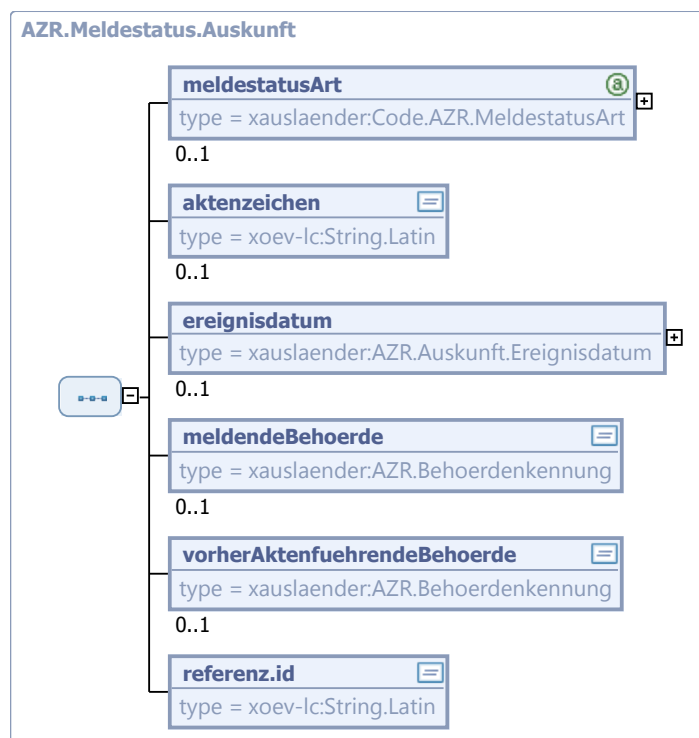 AZR.Meldestatus.Auskunft
meldestatusArt
a
type = xauslaender:Code.AZR.MeldestatusArt
0..1
aktenzeichen
type = xoev-lc:String.Latin
0..1
ereignisdatum
type = xauslaender:AZR.Auskunft.Ereignisdatum
0..1
meldendeBehoerde
type = xauslaender:AZR.Behoerdenkennung
0..1
vorherAktenfuehrendeBehoerde
type = xauslaender:AZR.Behoerdenkennung
0..1
referenz.id
type = xoev-lc:String.Latin